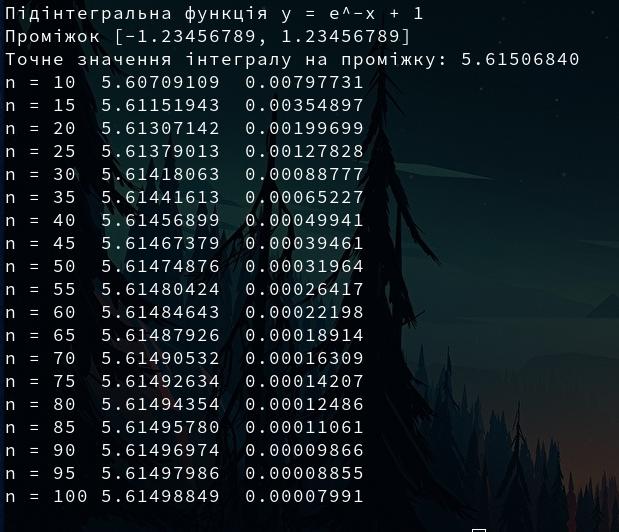 Підінтегральна функція y = e^-x + 1
Проміжок [-1.23456789, 1.23456789]
Точне значення інтегралу на проміжку: 5.61506840
n = 10  5.60709109  0.00797731
n = 15  5.61151943  0.00354897
n = 20  5.61307142  0.00199699
n = 25  5.61379013  0.00127828
n = 30  5.61418063  0.00088777
n = 35  5.61441613  0.00065227
n = 40  5.61456899  0.00049941
n = 45  5.61467379  0.00039461
n = 50  5.61474876  0.00031964
n = 55  5.61480424  0.00026417
n = 60  5.61484643  0.00022198
n = 65  5.61487926  0.00018914
n = 70  5.61490532  0.00016309
n = 75  5.61492634  0.00014207
n = 80  5.61494354  0.00012486
n = 85  5.61495780  0.00011061
n = 90  5.61496974  0.00009866
n = 95  5.61497986  0.00008855
n = 100 5.61498849  0.00007991